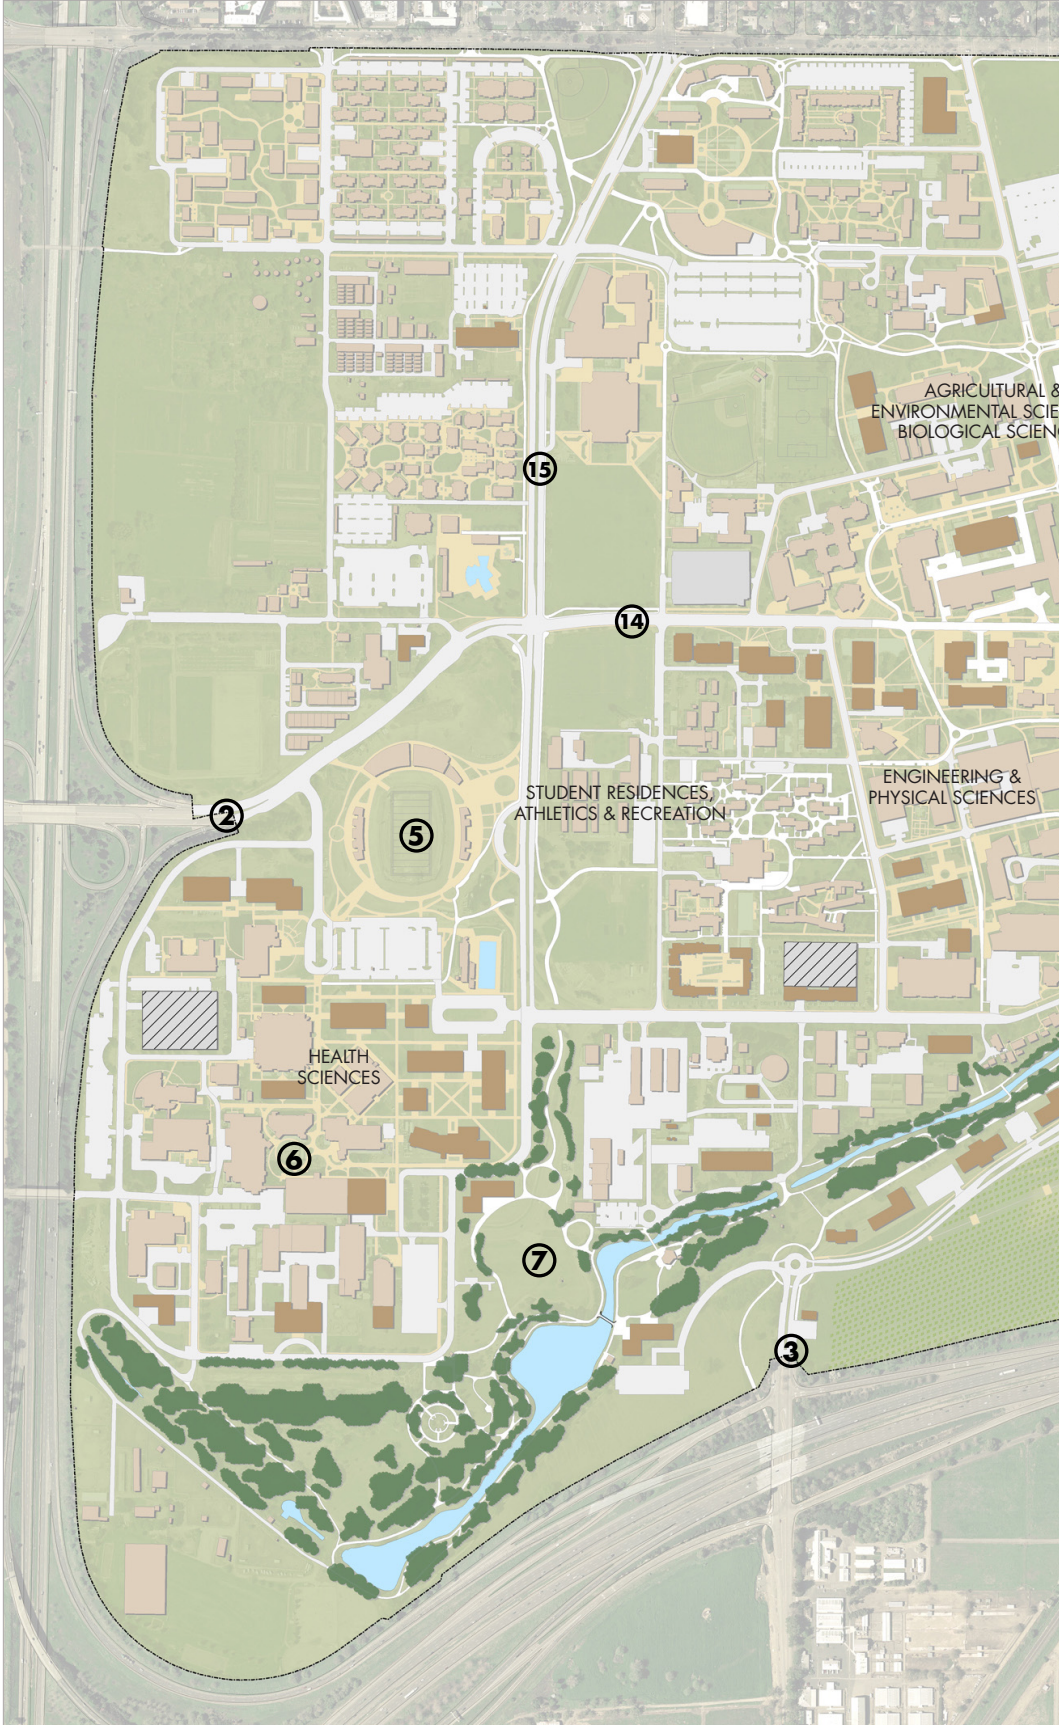 AGRICULTURAL &
ENVIRONMENTAL SCIE
BIOLOGICAL SCIEN
15
14
ENGINEERING &
PHYSICAL SCIENCES
STUDENT RESIDENCES,
ATHLETICS & RECREATION
2
5
HEALTH
SCIENCES
6
7
3